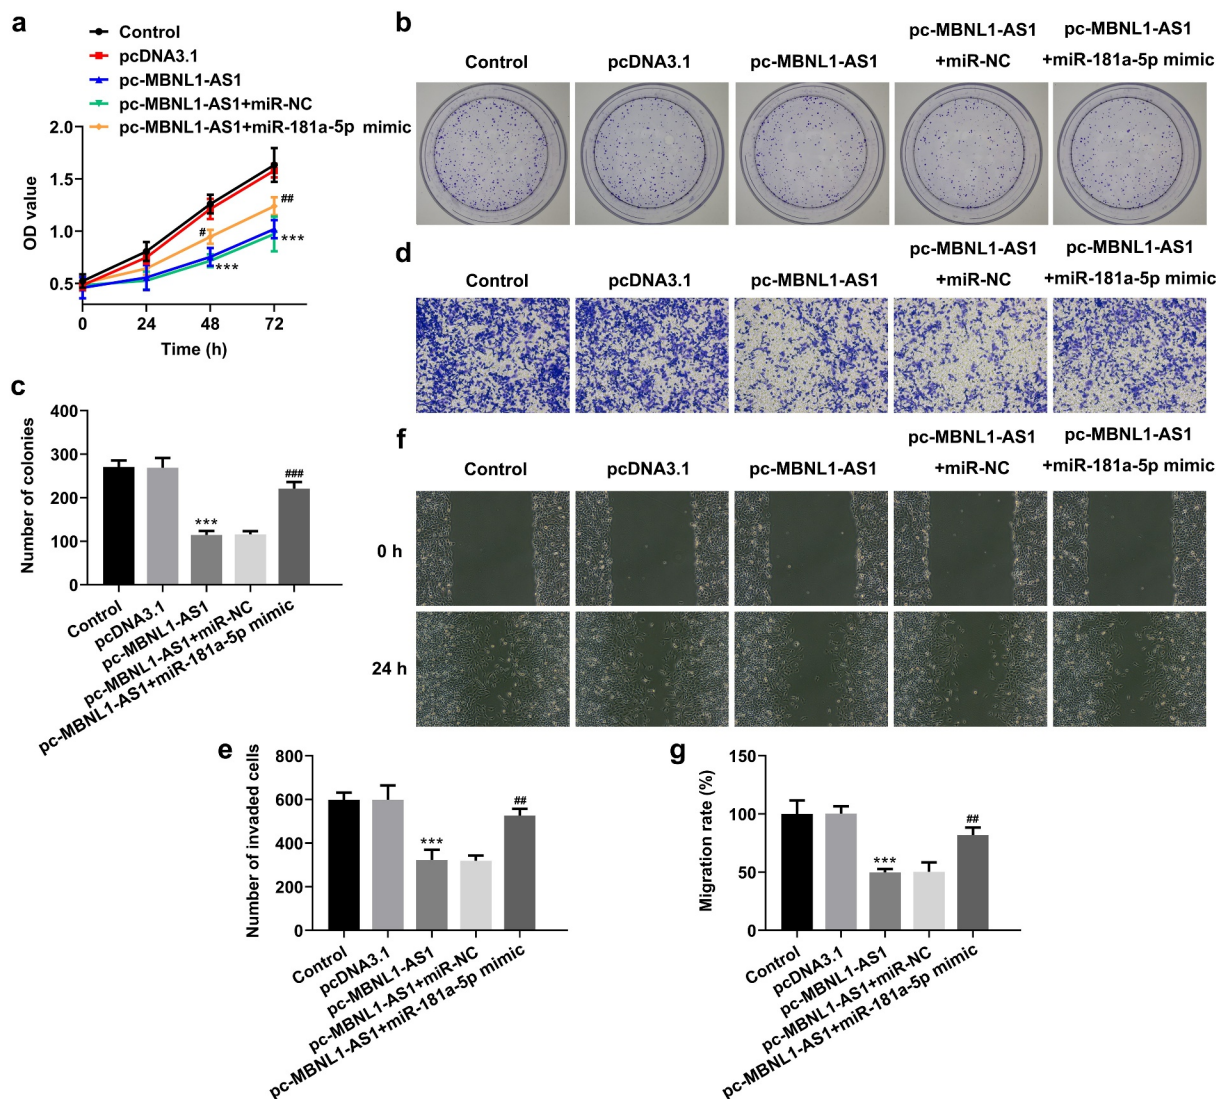 a
Control
pcDNA3.1
pc-MBNL1-AS1
pc-MBNL1-AS1+miR-NC
pc-MBNL1-AS1+miR-181a-5p mimic
2.0
1.5
1.0
0.5
OD value
#
##
***
***
0 24 48 72
Time (h)
b
Control pcDNA3.1 pc-MBNL1-AS1 pc-MBNL1-AS1 pc-MBNL1-AS1
+miR-NC +miR-181a-5p mimic
d
Control pcDNA3.1 pc-MBNL1-AS1 pc-MBNL1-AS1 pc-MBNL1-AS1
+miR-NC +miR-181a-5p mimic
c
400
300
200
100
0
Number of colonies
***
###
Control
pcDNA3.1
pc-MBNL1-AS1
pc-MBNL1-AS1+miR-NC
pc-MBNL1-AS1+miR-181a-5p mimic
f
Control pcDNA3.1 pc-MBNL1-AS1 pc-MBNL1-AS1 pc-MBNL1-AS1
+miR-NC +miR-181a-5p mimic
0 h
24 h
e
800
600
400
200
0
Number of invaded cells
***
##
Control
pcDNA3.1
pc-MBNL1-AS1
pc-MBNL1-AS1+miR-NC
pc-MBNL1-AS1+miR-181a-5p mimic
g
150
100
50
0
Migration rate (%)
***
##
Control
pcDNA3.1
pc-MBNL1-AS1
pc-MBNL1-AS1+miR-NC
pc-MBNL1-AS1+miR-181a-5p mimic